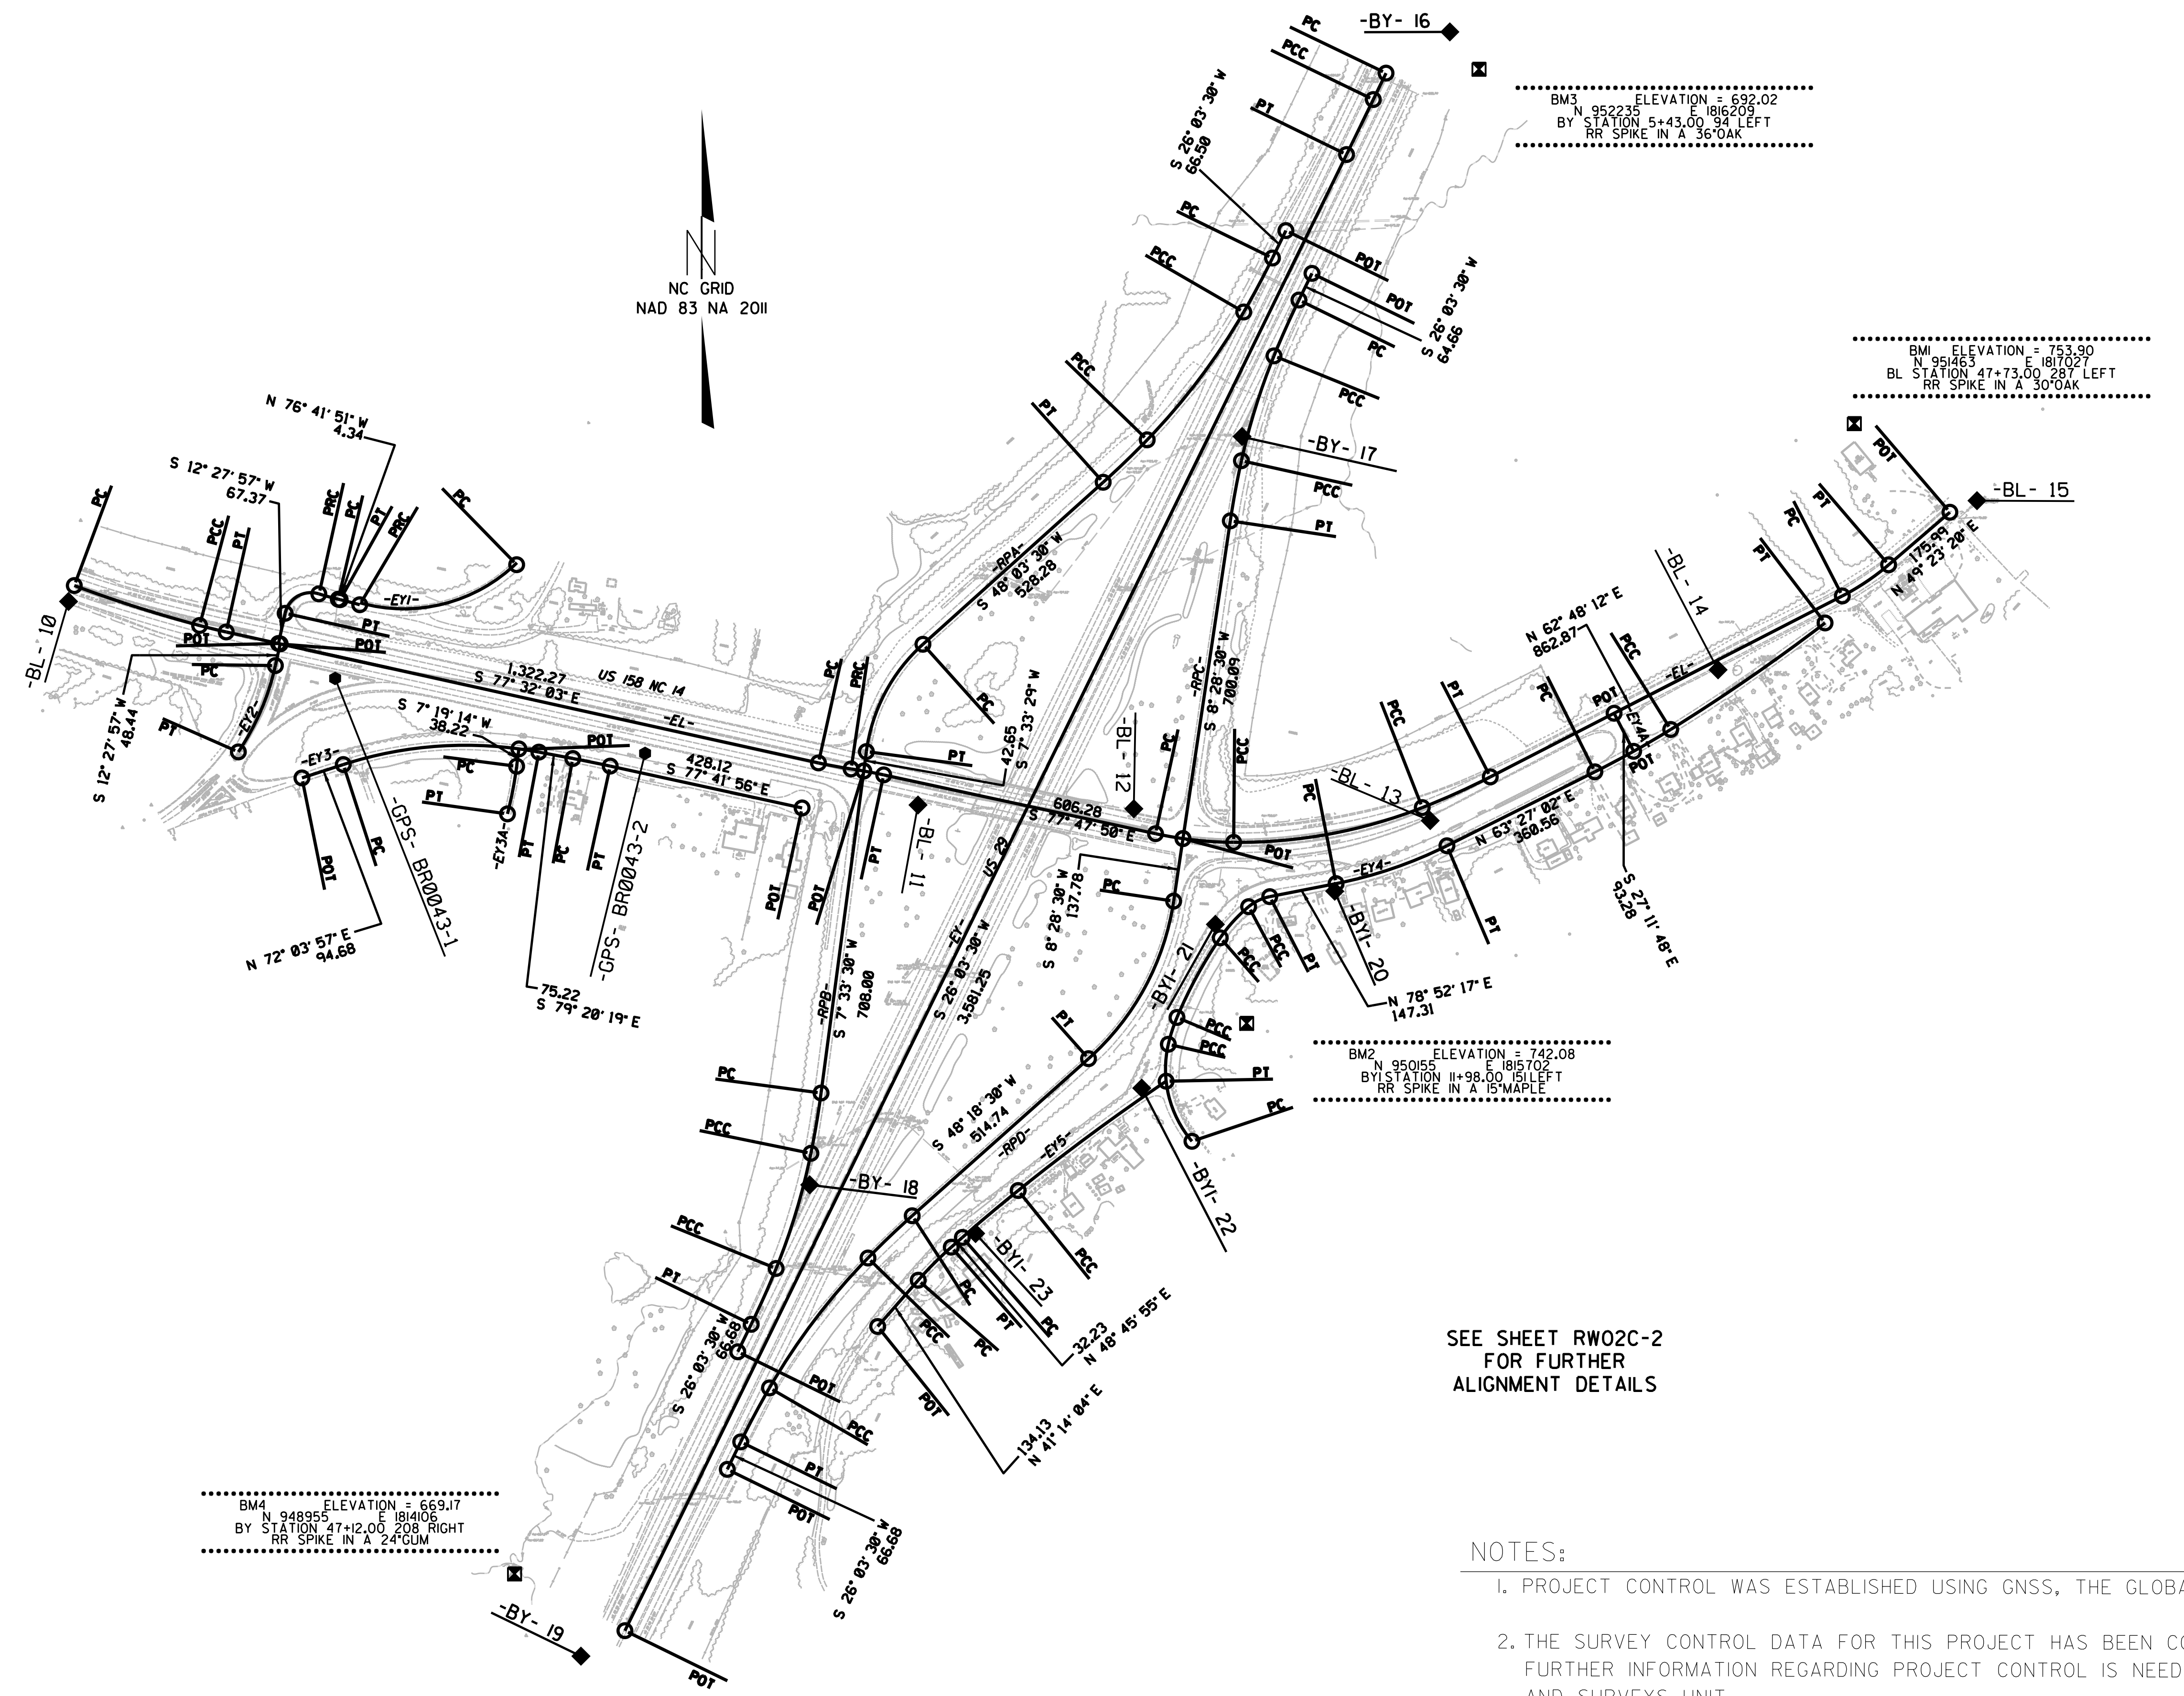 -BY- 16
PC
PCC
PT
BM3 ELEVATION = 692.02
N 952235 E 1816209
BY STATION 5+43.00 94 LEFT
RR SPIKE IN A 36"OAK
S 26° 03' 30" W
66.50
PC
PCC
POT
POT
S 26° 03' 30" W
64.66
PC
PCC
NC GRID
NAD 83 NA 2011
BM1 ELEVATION = 753.90
N 951463 E 1817027
BL STATION 47+73.00 287 LEFT
RR SPIKE IN A 30"OAK
PCC
PT
-BY- 17
PCC
PT
POT
-BL- 15
PT
PC
PT
175.99
N 49° 23' 20" E
-BL- 14
N 76° 41' 51" W
4.34
S 12° 27' 57" W
67.37
PC
PCC
PT
PRC
PC
PT
PRC
PC
-EY1-
PT
-BL- 10
POT
POT
PC
S 12° 27' 57" W
48.44
-EY2-
PT
1,322.27
S 77° 32' 03" E
US 158 NC 14
-EL-
S 7° 19' 14" W
38.22
-EY3-
PC
POT
PT
-EY3A-
PT
PC
PT
428.12
S 77° 41' 56" E
POT
POT
PC
N 72° 03' 57" E
94.68
-GPS- BR0043-1
-GPS- BR0043-2
75.22
S 79° 20' 19" E
-RPA-
S 48° 03' 30" W
528.28
PC
PC
PRC
PT
42.65
S 7° 33' 29" W
POT
PT
-BL- 11
606.28
S 77° 47' 50" E
US 29
-BL- 12
PC
-RPC-
S 8° 28' 30" W
700.09
PCC
POT
PC
S 8° 28' 30" W
137.78
N 62° 48' 12" E
862.87
PCC
-EL-
POT
-EY4A-
POT
PC
PT
PCC
-BL- 13
PC
N 63° 27' 02" E
360.56
S 27° 11' 48" E
93.28
-EY4-
PT
-BY1- 20
N 78° 52' 17" E
147.31
PT
PCC
PCC
-BY1- 21
PCC
PCC
PT
PC
BM2 ELEVATION = 742.08
N 950155 E 1815702
BY1 STATION 11+98.00 151 LEFT
RR SPIKE IN A 15"MAPLE
-BY1- 22
-RPB-
S 7° 33' 30" W
708.00
-EY-
S 26° 03' 30" W
3,581.25
PC
PCC
-BY- 18
PCC
PT
S 26° 03' 30" W
66.68
POT
PT
S 48° 18' 30" W
514.74
-RPD-
-EY5-
PCC
-BY1- 23
PC
PCC
PC
PT
PC
POT
32.23
N 48° 45' 55" E
134.13
N 41° 14' 04" E
PCC
PT
POT
S 26° 03' 30" W
66.68
SEE SHEET RW02C-2
FOR FURTHER
ALIGNMENT DETAILS
BM4 ELEVATION = 669.17
N 948955 E 1814106
BY STATION 47+12.00 208 RIGHT
RR SPIKE IN A 24"GUM
-BY- 19
POT
NOTES:
1. PROJECT CONTROL WAS ESTABLISHED USING GNSS, THE
2. THE SURVEY CONTROL DATA FOR THIS PROJECT HAS BEEN
FURTHER INFORMATION REGARDING PROJECT CONTROL IS
AND SURVEYS UNIT